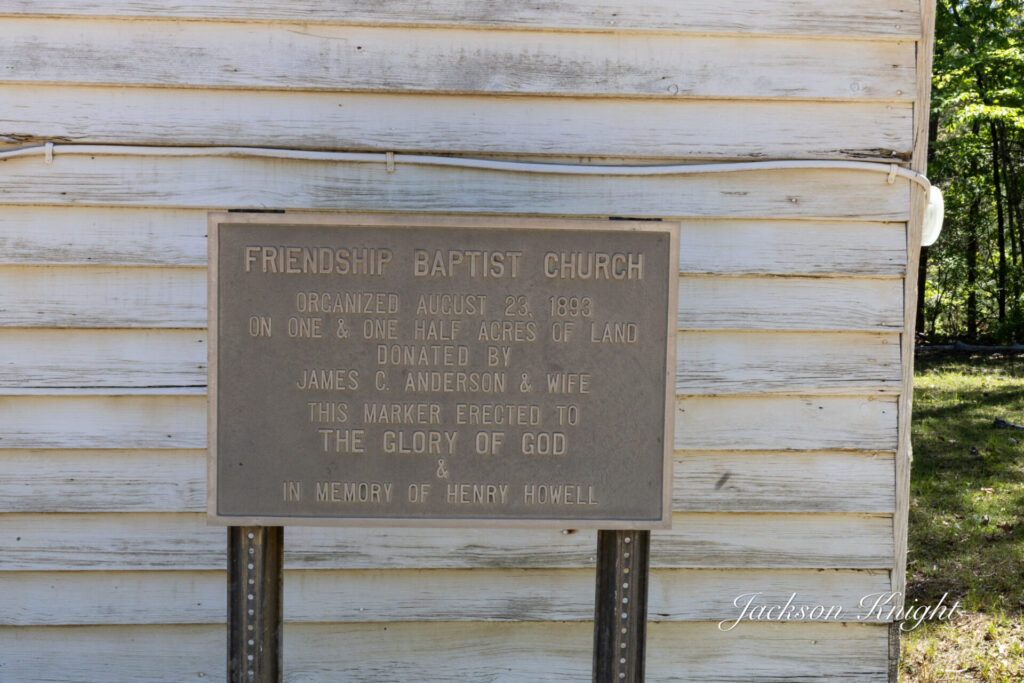 FRIENDSHIP BAPTIST CHURCH
ORGANIZED AUGUST 23, 1893
ON ONE & ONE HALF ACRES OF LAND
DONATED BY
JAMES C. ANDERSON & WIFE
THIS MARKER ERECTED TO
THE GLORY OF GOD
&
IN MEMORY OF HENRY HOWELL
Jackson Knight